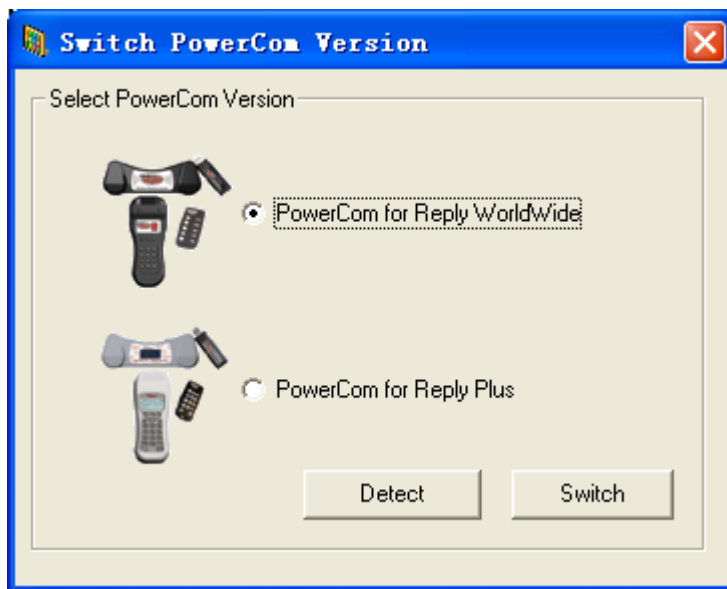 Switch PowerCom Version
Select PowerCom Version
PowerCom for Reply WorldWide
PowerCom for Reply Plus
Detect Switch